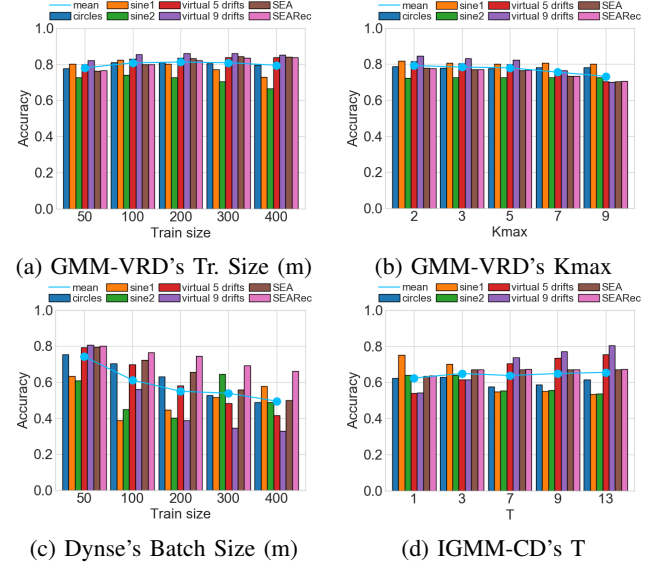 mean sine1 virtual 5 drifts SEA
circles sine2 virtual 9 drifts SEARec
1.0
0.8
0.6
0.4
0.2
0.0
Accuracy
50 100 200 300 400
Train size
(a) GMM-VRD's Tr. Size (m)
mean sine1 virtual 5 drifts SEA
circles sine2 virtual 9 drifts SEARec
1.0
0.8
0.6
0.4
0.2
0.0
Accuracy
2 3 5 7 9
Kmax
(b) GMM-VRD's Kmax
mean sine1 virtual 5 drifts SEA
circles sine2 virtual 9 drifts SEARec
1.0
0.8
0.6
0.4
0.2
0.0
Accuracy
50 100 200 300 400
Train size
(c) Dynse's Batch Size (m)
mean sine1 virtual 5 drifts SEA
circles sine2 virtual 9 drifts SEARec
1.0
0.8
0.6
0.4
0.2
0.0
Accuracy
1 3 7 9 13
T
(d) IGMM-CD's T